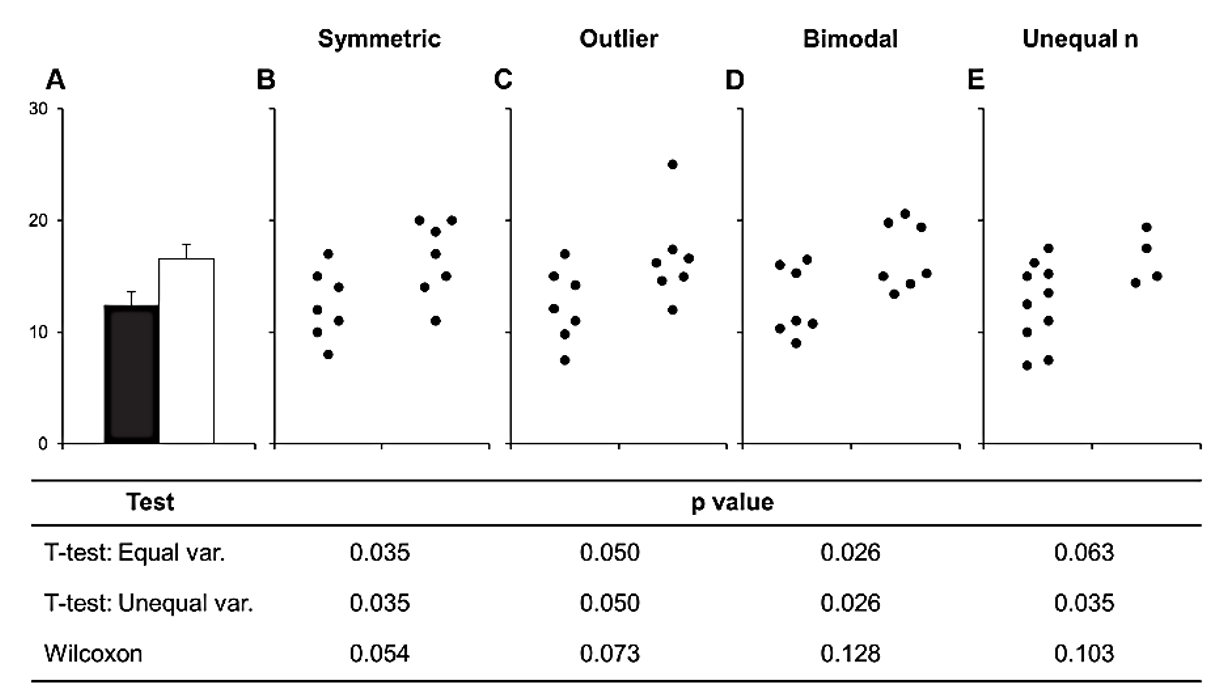 Symmetric Outlier Bimodal Unequal n
A B C D E
30
20
10
0
Test p value
T-test: Equal var. 0.035 0.050 0.026 0.063
T-test: Unequal var. 0.035 0.050 0.026 0.035
Wilcoxon 0.054 0.073 0.128 0.103